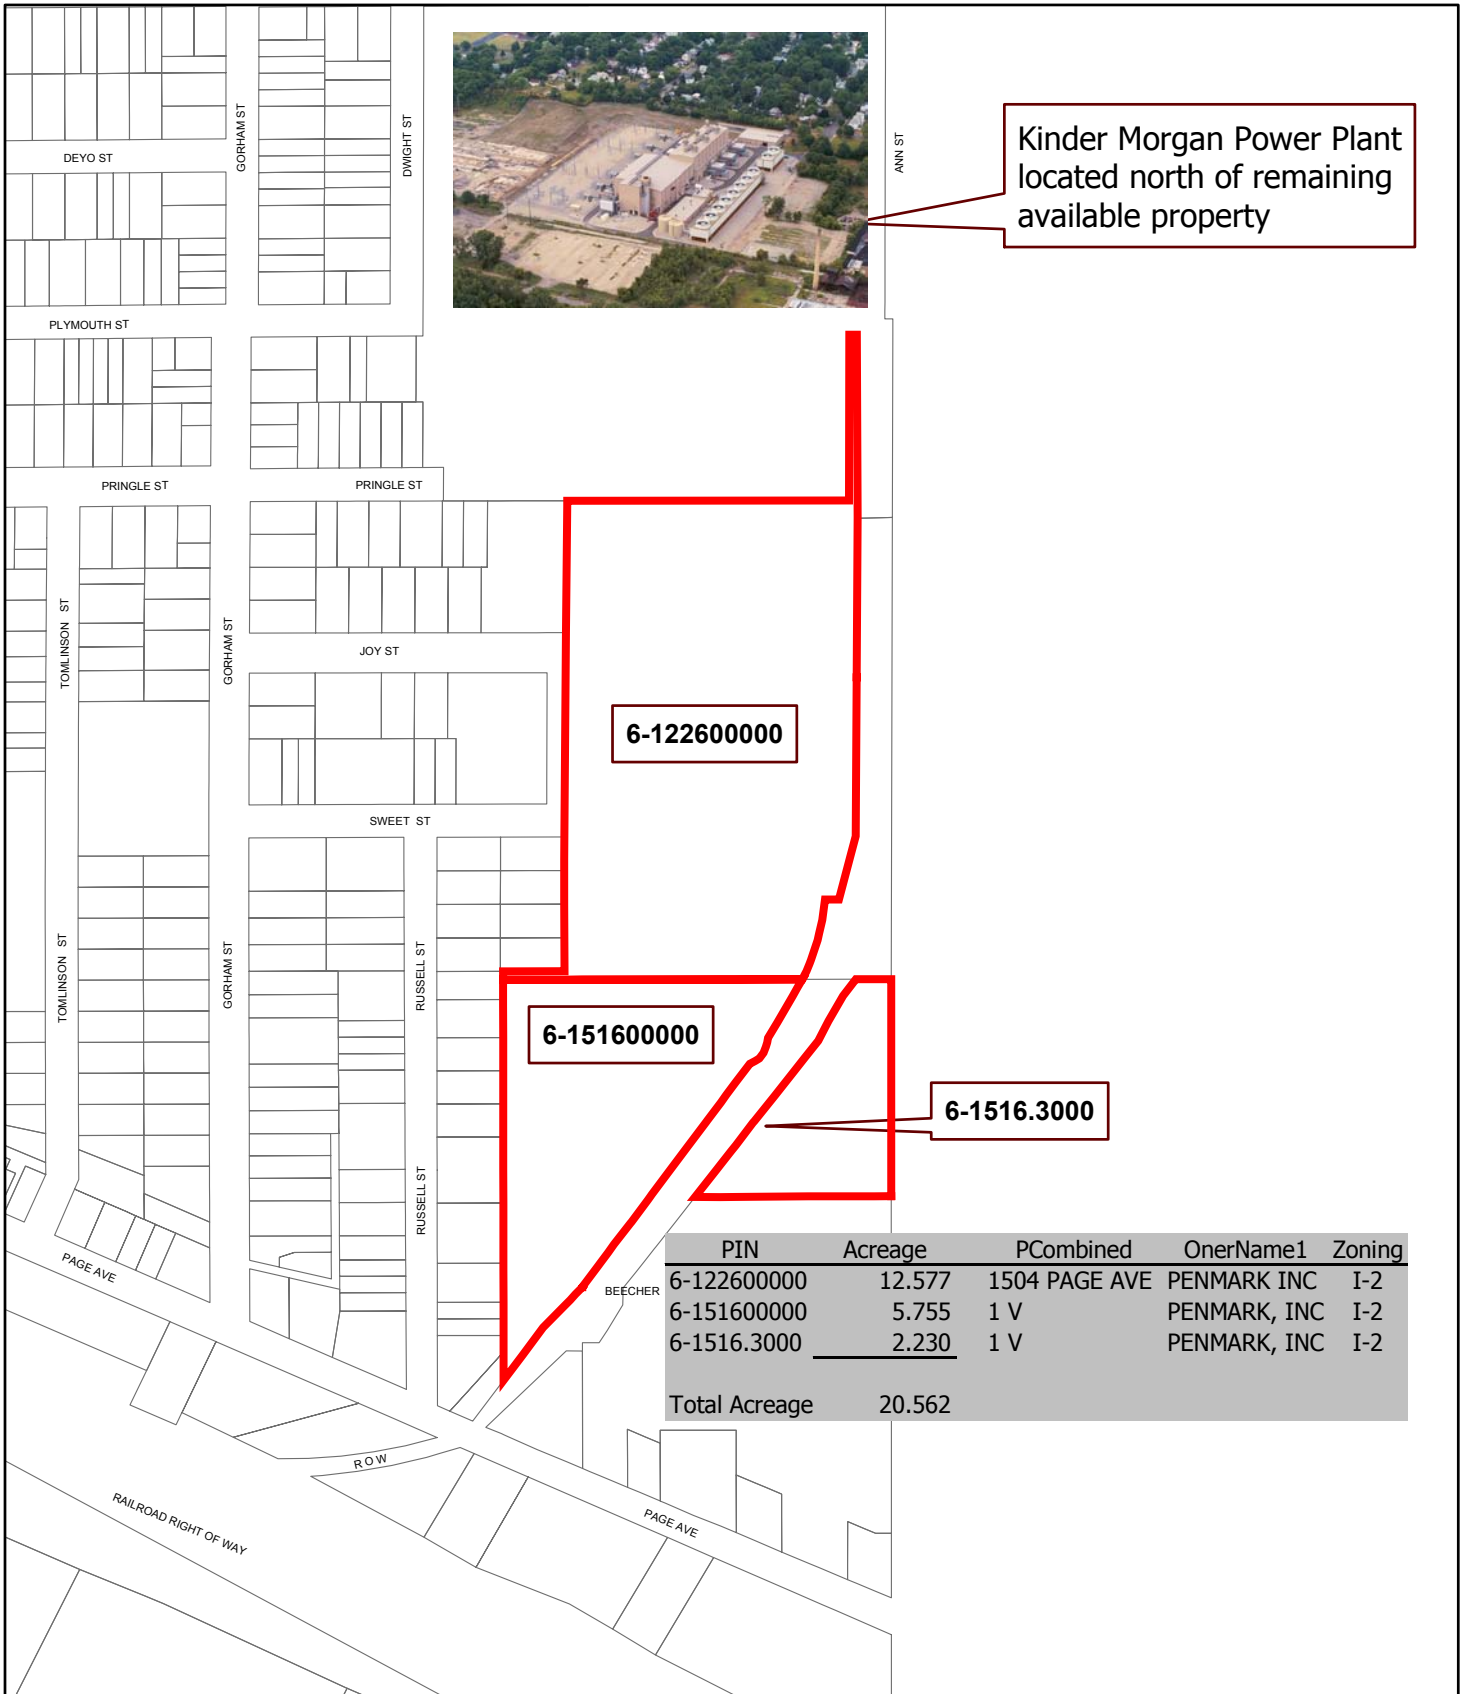 Kinder Morgan Power Plant
located north of remaining
available property
DEYO ST
GORHAM ST
DWIGHT ST
ANN ST
PLYMOUTH ST
PRINGLE ST
PRINGLE ST
TOMLINSON ST
GORHAM ST
JOY ST
6-122600000
SWEET ST
TOMLINSON ST
GORHAM ST
RUSSELL ST
6-151600000
6-1516.3000
RUSSELL ST
PAGE AVE
BEECHER
PIN Acreage PCombined OnerName1 Zoning
6-122600000 12.577 1504 PAGE AVE PENMARK INC I-2
6-151600000 5.755 1 V PENMARK, INC I-2
6-1516.3000 2.230 1 V PENMARK, INC I-2
Total Acreage 20.562
ROW
RAILROAD RIGHT OF WAY
PAGE AVE